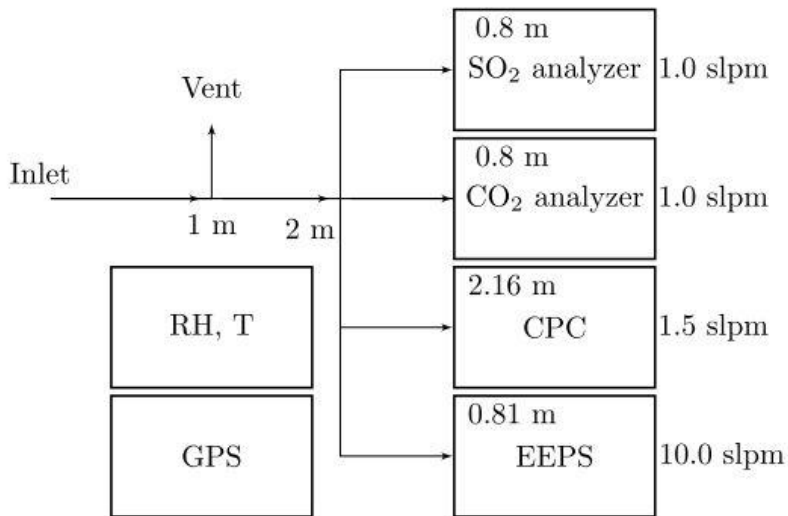 0.8 m
SO₂ analyzer
1.0 slpm
Vent
0.8 m
Inlet
CO₂ analyzer
1.0 slpm
1 m
2 m
2.16 m
RH, T
CPC
1.5 slpm
0.81 m
GPS
EEPS
10.0 slpm